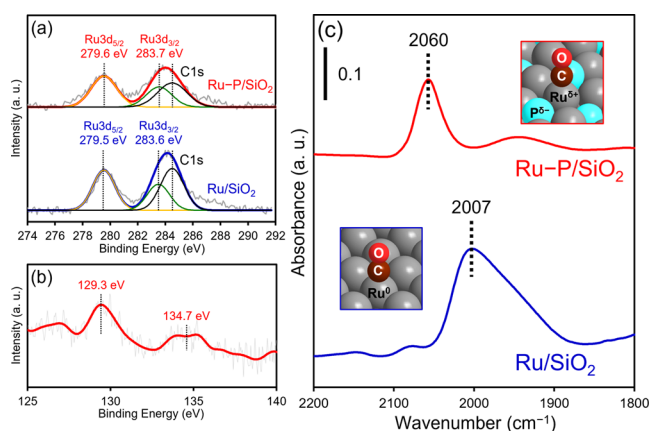 (a)
Ru3d5/2
279.6 eV
Ru3d3/2
283.7 eV
C1s
Ru−P/SiO2
Ru3d5/2
279.5 eV
Ru3d3/2
283.6 eV
C1s
Ru/SiO2
Intensity (a. u.)
274 276 278 280 282 284 286 288 290 292
Binding Energy (eV)
(b)
129.3 eV
134.7 eV
Intensity (a. u.)
125 130 135 140
Binding Energy (eV)
(c)
0.1
2060
O
C
Ruδ+
Pδ−
Ru−P/SiO2
2007
O
C
Ru0
Ru/SiO2
Absorbance (a. u.)
2200 2100 2000 1900 1800
Wavenumber (cm−1)